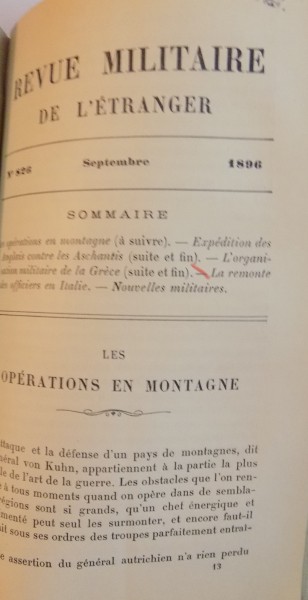 REVUE MILITAIRE
DE L'ÉTRANGER
N° 826 Septembre 1896
SOMMAIRE
opérations en montagne (à suivre). — Expédition des
Anglais contre les Aschantis (suite et fin). — L'organi-
sation militaire de la Grèce (suite et fin). — La remonte
officiers en Italie. — Nouvelles militaires.
LES
OPÉRATIONS EN MONTAGNE
taque et la défense d'un pays de montagnes, dit
néral von Kuhn, appartiennent à la partie la plus
de l'art de la guerre. Les obstacles que l'on ren-
à tous moments quand on opère dans de sembla-
régions sont si grands, qu'un chef énergique et
menté peut seul les surmonter, et encore faut-il
it sous ses ordres des troupes parfaitement entraî-
e assertion du général autrichien n'a rien perdu
13